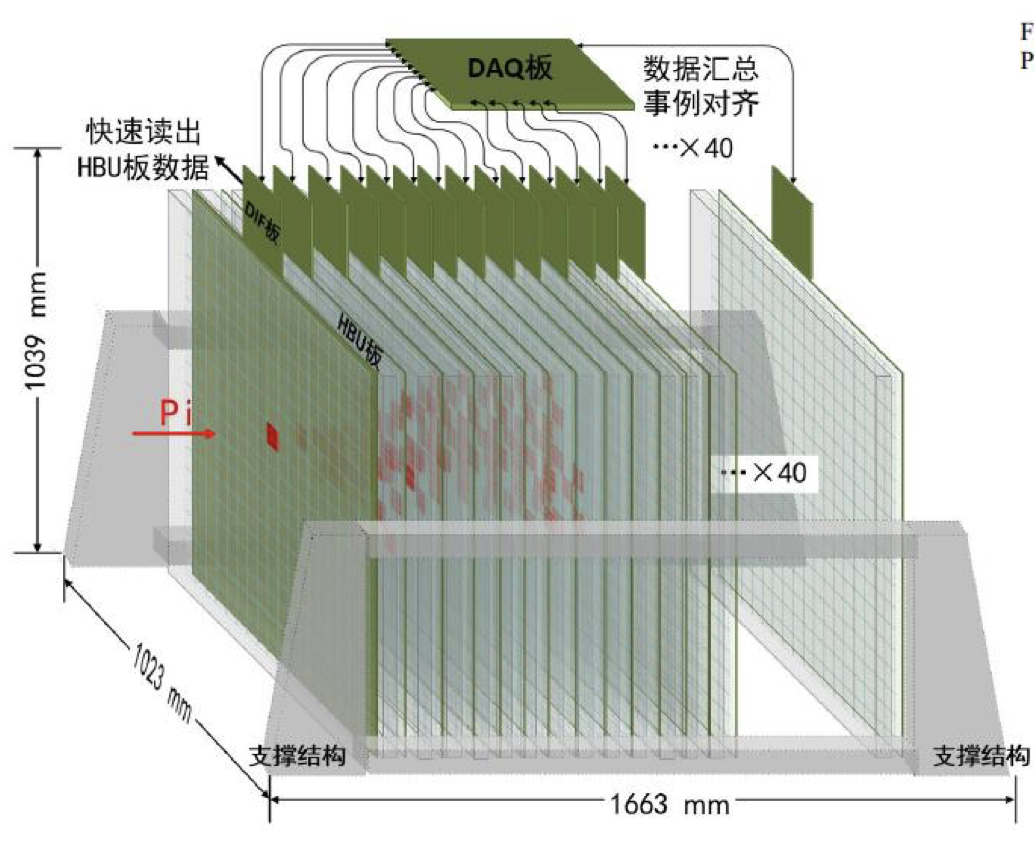 F
P
DAQ板
数据汇总
事例对齐
···×40
快速读出
HBU板数据
DIF板
HBU板
1039 mm
Pi
···×40
1023 mm
支撑结构
支撑结构
1663 mm